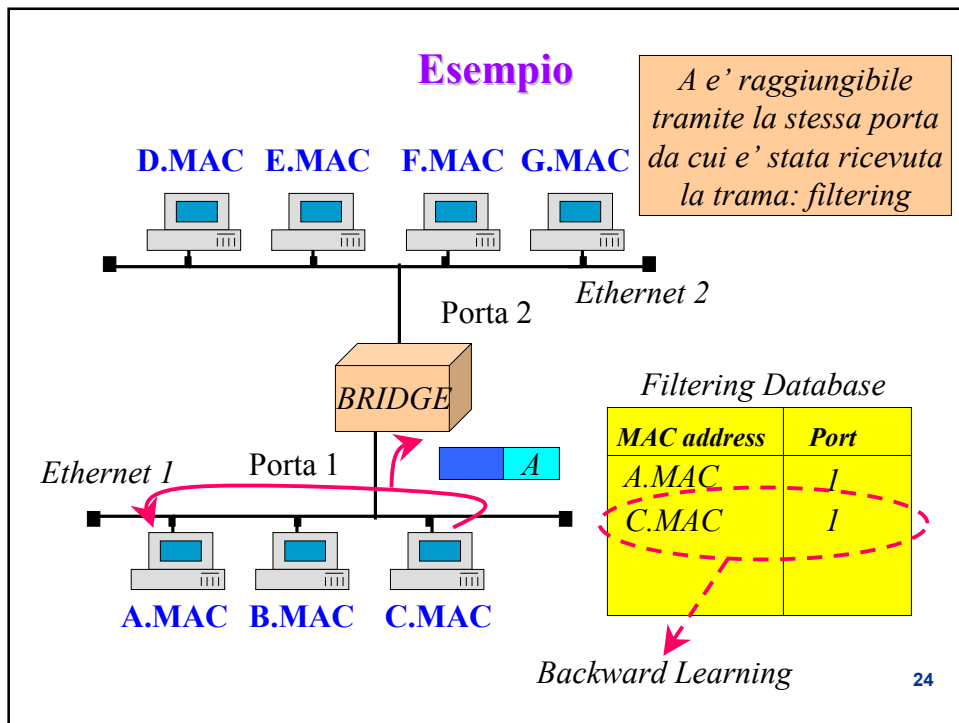 Esempio
A e’ raggiungibile
tramite la stessa porta
da cui e’ stata ricevuta
la trama: filtering
D.MAC E.MAC F.MAC G.MAC
Ethernet 2
Porta 2
BRIDGE
Filtering Database
MAC address Port
A.MAC 1
C.MAC 1
Ethernet 1
Porta 1
A
A.MAC B.MAC C.MAC
Backward Learning
24